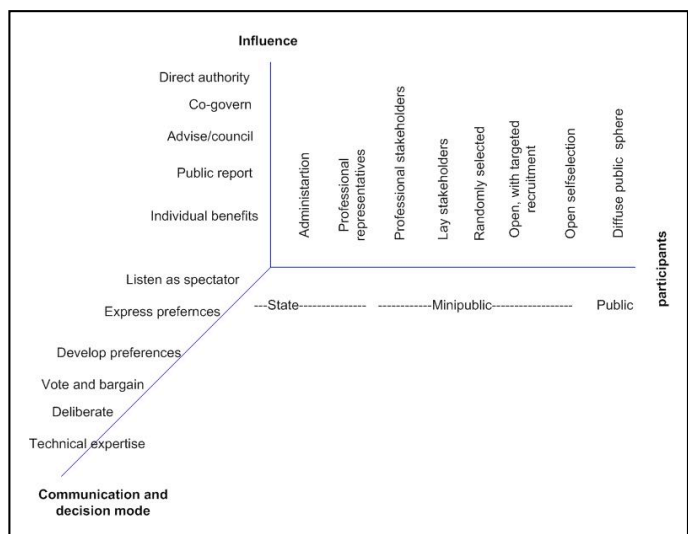 Influence
Direct authority
Co-govern
Advise/council
Public report
Individual benefits
Administartion
Professional
representatives
Professional stakeholders
Lay stakeholders
Randomly selected
Open, with targeted
recruitment
Open selfselection
Diffuse public sphere
participants
---State---------------- -----------Minipublic---------------- Public
Listen as spectator
Express prefernces
Develop preferences
Vote and bargain
Deliberate
Technical expertise
Communication and
decision mode